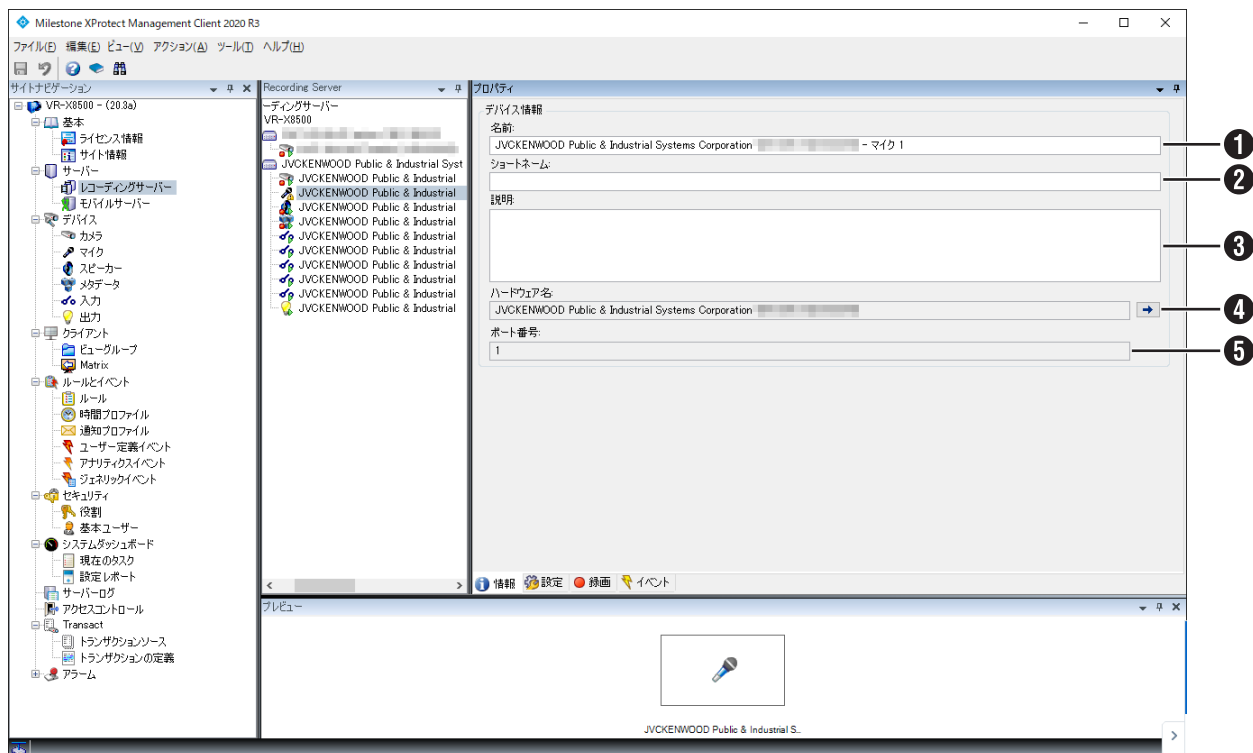 Milestone XProtect Management Client 2020 R3
ファイル(F) 編集(E) ビュー(V) アクション(A) ツール(T) ヘルプ(H)
サイトナビゲーション
VR-X8500 - (20.3a)
基本
ライセンス情報
サイト情報
サーバー
レコーディングサーバー
モバイルサーバー
デバイス
カメラ
マイク
スピーカー
メタデータ
入力
出力
クライアント
ビューグループ
Matrix
ルールとイベント
ルール
時間プロファイル
通知プロファイル
ユーザー定義イベント
アナリティクスイベント
ジェネリックイベント
セキュリティ
役割
基本ユーザー
システムダッシュボード
現在のタスク
設定レポート
サーバーログ
アクセスコントロール
Transact
トランザクションソース
トランザクションの定義
アラーム
Recording Server
ーディングサーバー
VR-X8500
JVCKENWOOD Public & Industrial Syst
JVCKENWOOD Public & Industrial
JVCKENWOOD Public & Industrial
JVCKENWOOD Public & Industrial
JVCKENWOOD Public & Industrial
JVCKENWOOD Public & Industrial
JVCKENWOOD Public & Industrial
JVCKENWOOD Public & Industrial
JVCKENWOOD Public & Industrial
JVCKENWOOD Public & Industrial
JVCKENWOOD Public & Industrial
プロパティ
デバイス情報
名前:
JVCKENWOOD Public & Industrial Systems Corporation - マイク 1
1
ショートネーム:
2
説明:
3
ハードウェア名:
JVCKENWOOD Public & Industrial Systems Corporation
4
ポート番号:
1
5
情報 設定 録画 イベント
プレビュー
JVCKENWOOD Public & Industrial S...